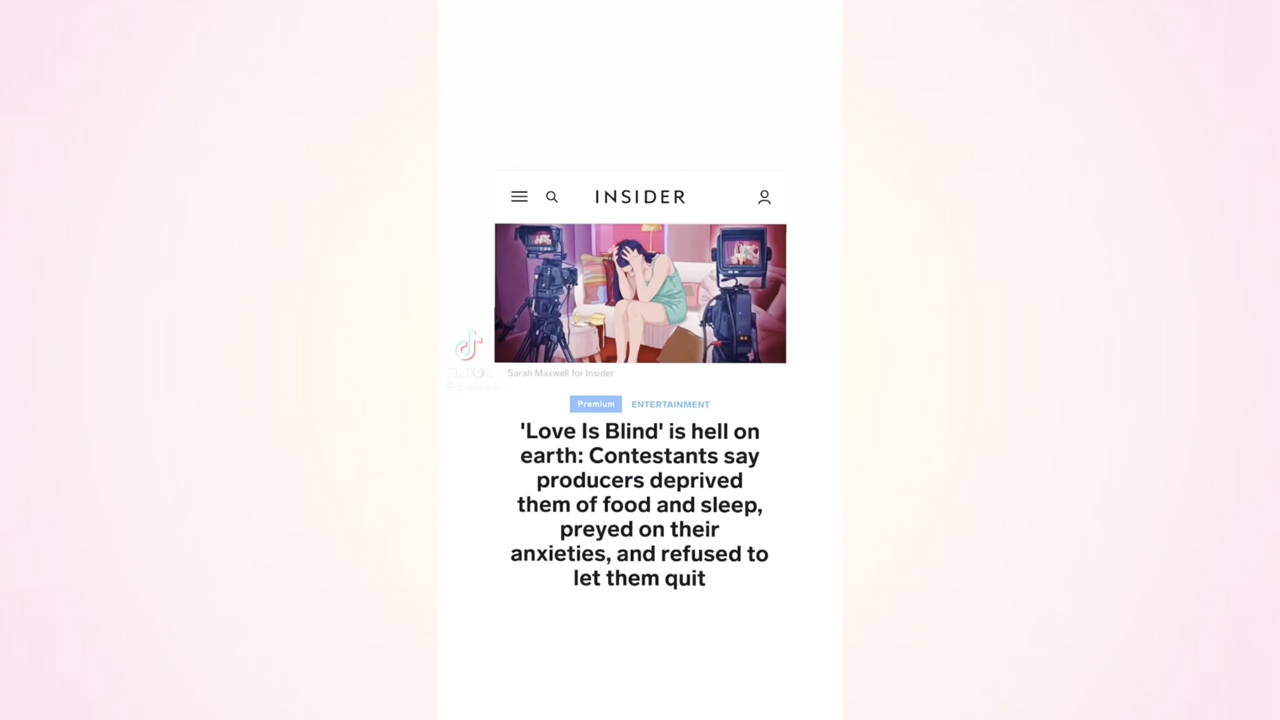 INSIDER
Sarah Maxwell for Insider
Premium ENTERTAINMENT
'Love Is Blind' is hell on
earth: Contestants say
producers deprived
them of food and sleep,
preyed on their
anxieties, and refused to
let them quit